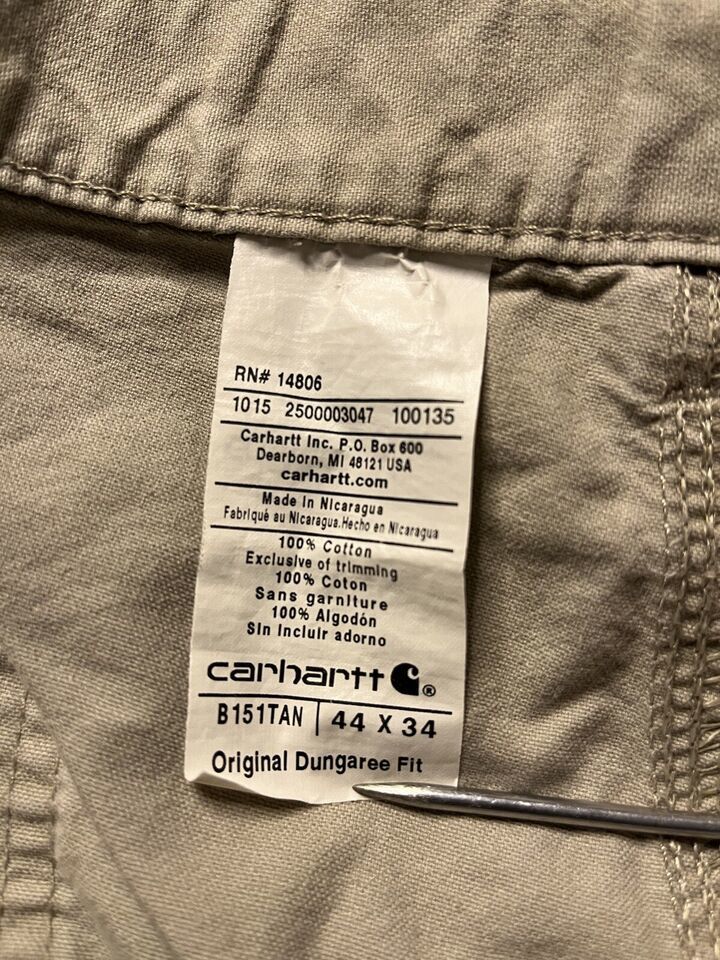 RN# 14806
1015 2500003047 100135
Carhartt Inc. P.O. Box 600
Dearborn, MI 48121 USA
carhartt.com
Made in Nicaragua
Fabriqué au Nicaragua.Hecho en Nicaragua
100% Cotton
Exclusive of trimming
100% Coton
Sans garniture
100% Algodón
Sin Incluir adorno
carhartt ®
B151TAN | 44 X 34
Original Dungaree Fit